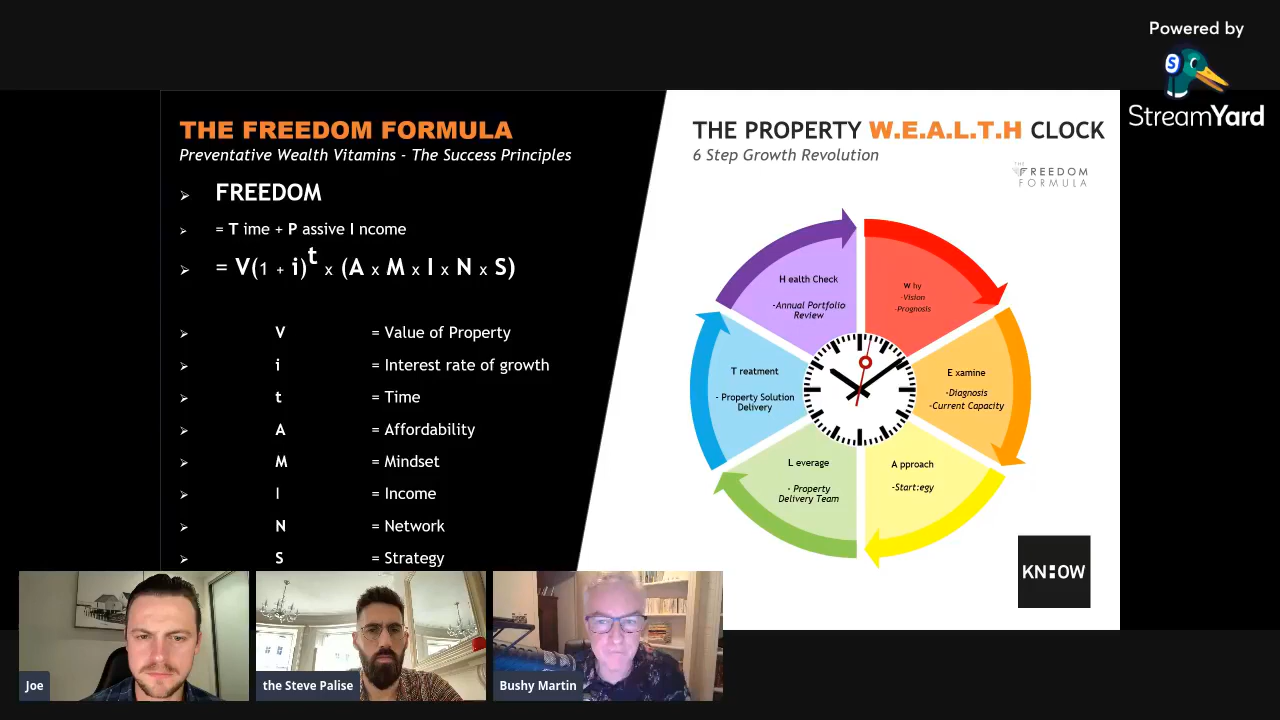 Powered by
StreamYard
THE FREEDOM FORMULA
Preventative Wealth Vitamins - The Success Principles
FREEDOM
= T ime + P assive I ncome
= V(1 + i)^t x (A x M x I x N x S)
V = Value of Property
i = Interest rate of growth
t = Time
A = Affordability
M = Mindset
I = Income
N = Network
S = Strategy
THE PROPERTY W.E.A.L.T.H CLOCK
6 Step Growth Revolution
THE
FREEDOM
FORMULA
W hy
-Vision
-Prognosis
E xamine
-Diagnosis
-Current Capacity
A pproach
-Start:egy
L everage
- Property
Delivery Team
T reatment
- Property Solution
Delivery
H ealth Check
-Annual Portfolio
Review
KN:OW
Joe
the Steve Palise
Bushy Martin